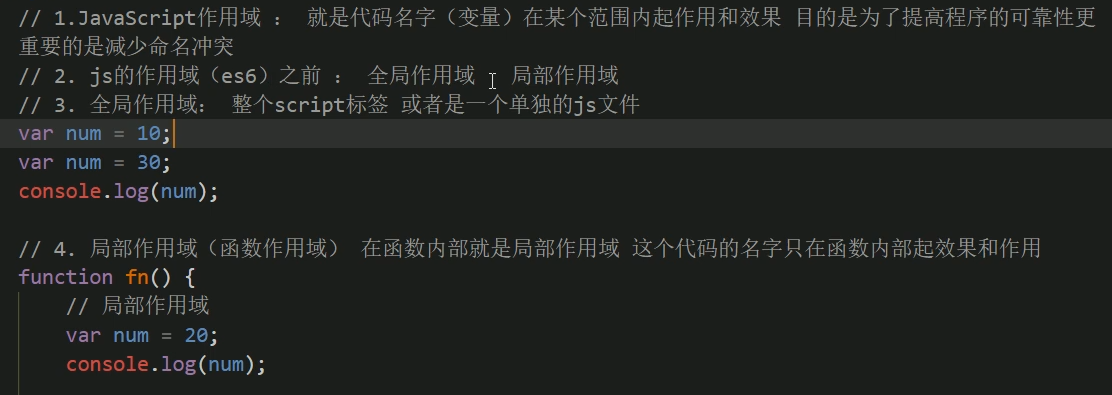 // 1.JavaScript作用域 ： 就是代码名字（变量）在某个范围内起作用和效果 目的是为了提高程序的可靠性更
重要的是减少命名冲突
// 2. js的作用域（es6）之前 ： 全局作用域   局部作用域
// 3. 全局作用域： 整个script标签 或者是一个单独的js文件
var num = 10;
var num = 30;
console.log(num);
// 4. 局部作用域（函数作用域） 在函数内部就是局部作用域 这个代码的名字只在函数内部起效果和作用
function fn() {
// 局部作用域
var num = 20;
console.log(num);